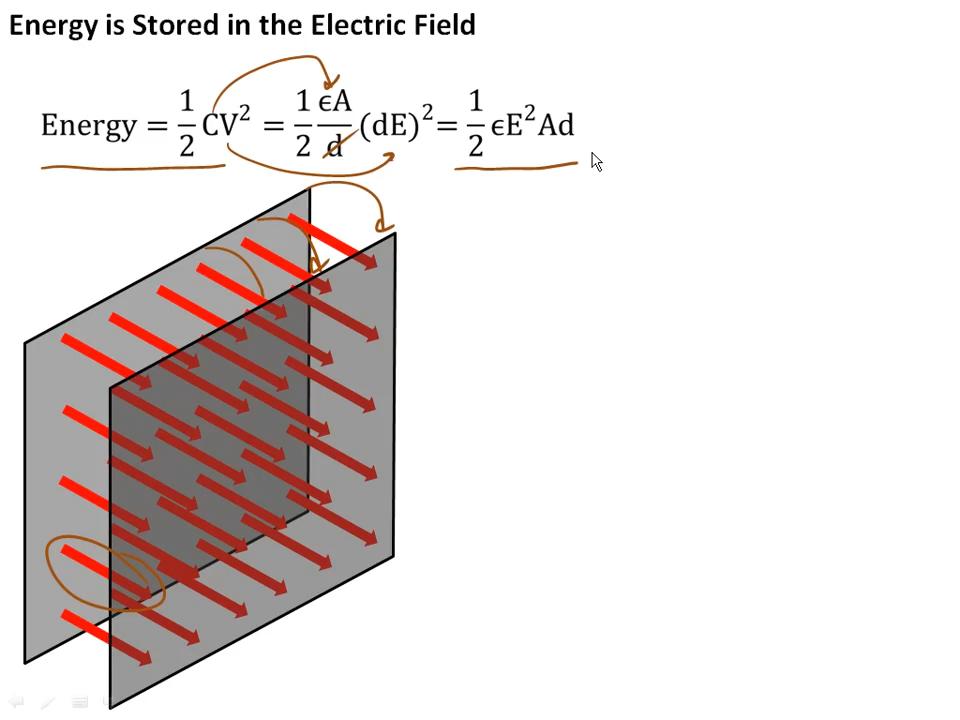 Energy is Stored in the Electric Field
Energy = 1/2 CV² = 1/2 ϵA/d (dE)² = 1/2 ϵE²Ad